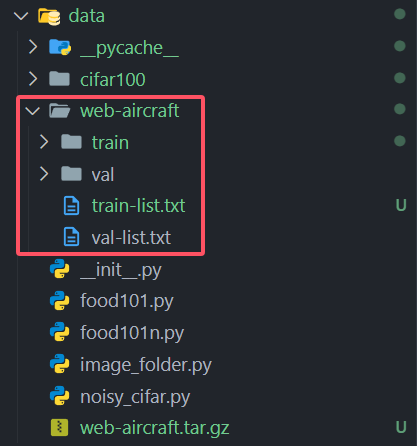 data
__pycache__
cifar100
web-aircraft
train
val
train-list.txt U
val-list.txt
__init__.py
food101.py
food101n.py
image_folder.py
noisy_cifar.py
web-aircraft.tar.gz U